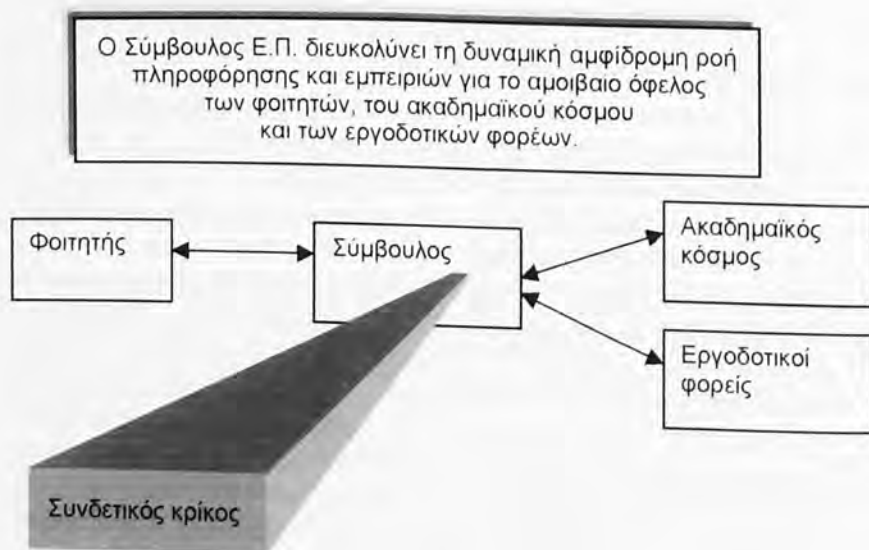 Ο Σύμβουλος Ε.Π. διευκολύνει τη δυναμική αμφίδρομη ροή
πληροφόρησης και εμπειριών για το αμοιβαίο όφελος
των φοιτητών, του ακαδημαϊκού κόσμου
και των εργοδοτικών φορέων.
Φοιτητής
Σύμβουλος
Ακαδημαϊκός
κόσμος
Εργοδοτικοί
φορείς
Συνδετικός κρίκος